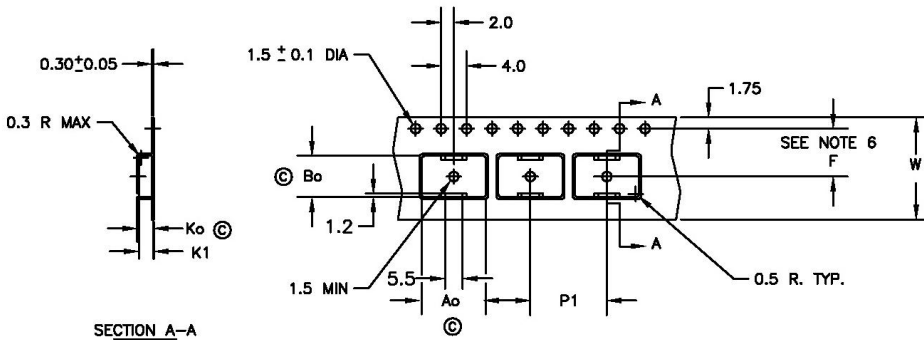 2.0
1.5 ± 0.1 DIA
0.30±0.05
4.0
A
1.75
0.3 R MAX
SEE NOTE 6
F
W
Ⓒ Bo
1.2
Ko Ⓒ
K1
5.5
A
1.5 MIN
Ao
Ⓒ
P1
0.5 R. TYP.
SECTION A-A